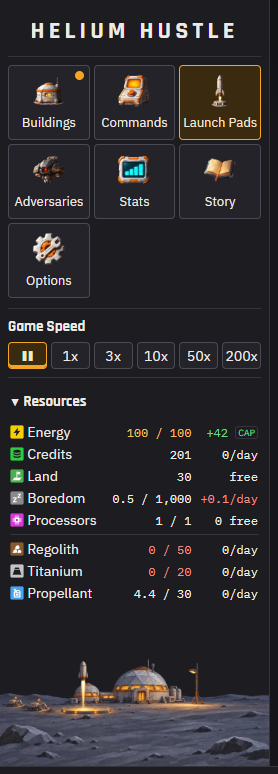 HELIUM HUSTLE
Buildings Commands Launch Pads
Adversaries Stats Story
Options
Game Speed
1x 3x 10x 50x 200x
▼ Resources
Energy 100 / 100 +42 CAP
Credits 201 0/day
Land 30 free
Boredom 0.5 / 1,000 +0.1/day
Processors 1 / 1 0 free
Regolith 0 / 50 0/day
Titanium 0 / 20 0/day
Propellant 4.4 / 30 0/day